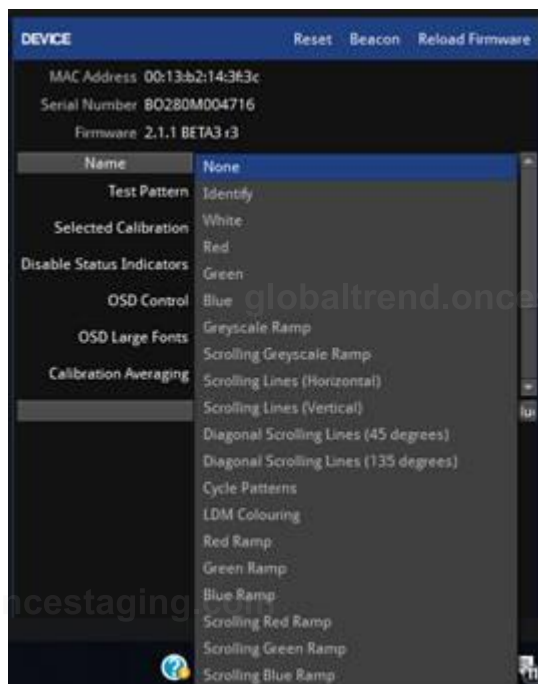 DEVICE Reset Beacon Reload Firmware
MAC Address 00:13:b2:14:3f:3c
Serial Number BO280M004716
Firmware 2.1.1 BETA3 r3
Name
Test Pattern
Selected Calibration
Disable Status Indicators
OSD Control
OSD Large Fonts
Calibration Averaging
None
Identify
White
Red
Green
Blue
Greyscale Ramp
Scrolling Greyscale Ramp
Scrolling Lines (Horizontal)
Scrolling Lines (Vertical)
Diagonal Scrolling Lines (45 degrees)
Diagonal Scrolling Lines (135 degrees)
Cycle Patterns
LDM Colouring
Red Ramp
Green Ramp
Blue Ramp
Scrolling Red Ramp
Scrolling Green Ramp
Scrolling Blue Ramp
globaltrend.once
ncestaging.com